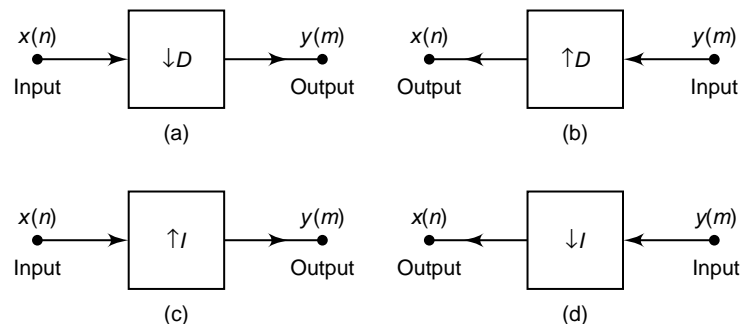 x(n) y(m) x(n) y(m)
↓D ↑D
Input Output Output Input
(a) (b)
x(n) y(m) x(n) y(m)
↑I ↓I
Input Output Output Input
(c) (d)